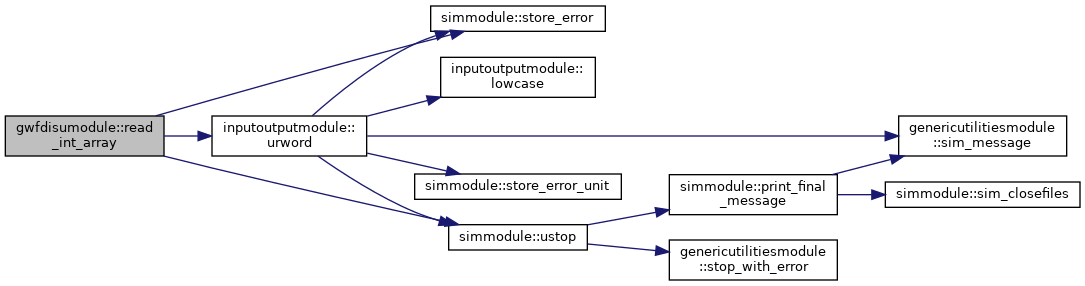 simmodule::store_error
inputoutputmodule::
lowcase
gwfdisumodule::read
_int_array
inputoutputmodule::
urword
genericutilitiesmodule
::sim_message
simmodule::store_error_unit
simmodule::print_final
_message
simmodule::sim_closefiles
simmodule::ustop
genericutilitiesmodule
::stop_with_error